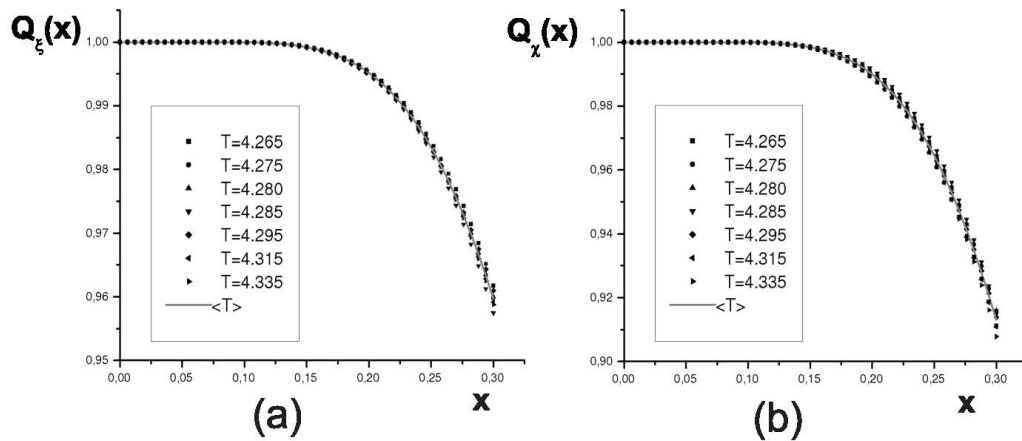 Q_ξ(x)
1,00
0,99
0,98
0,97
0,96
0,95
T=4.265
T=4.275
T=4.280
T=4.285
T=4.295
T=4.315
T=4.335
<T>
0,00 0,05 0,10 0,15 0,20 0,25 0,30
x
(a)
Q_χ(x)
1,00
0,98
0,96
0,94
0,92
0,90
T=4.265
T=4.275
T=4.280
T=4.285
T=4.295
T=4.315
T=4.335
<T>
0,00 0,05 0,10 0,15 0,20 0,25 0,30
x
(b)